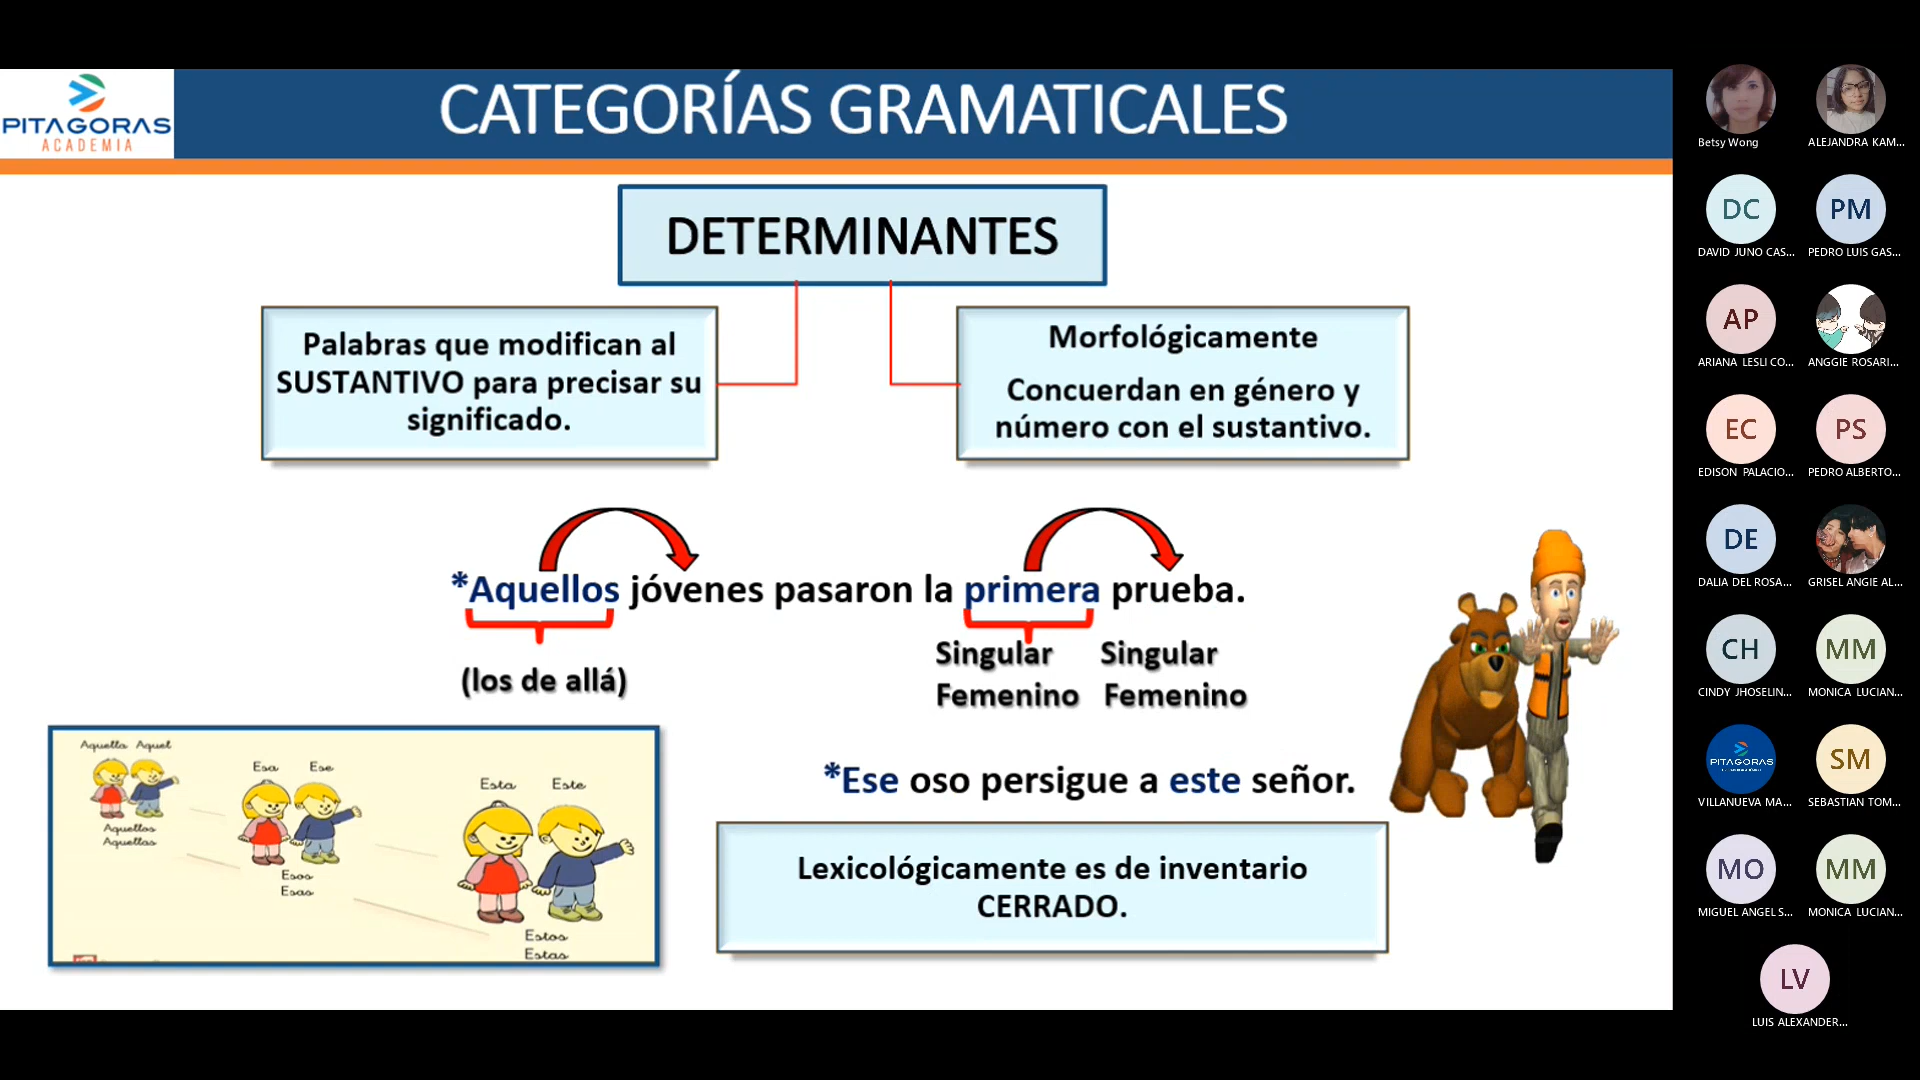 PITAGORAS
ACADEMIA
CATEGORÍAS GRAMATICALES
DETERMINANTES
Palabras que modifican al
SUSTANTIVO para precisar su
significado.
Morfológicamente
Concuerdan en género y
número con el sustantivo.
*Aquellos jóvenes pasaron la primera prueba.
(los de allá)
Singular Singular
Femenino Femenino
*Ese oso persigue a este señor.
Lexicológicamente es de inventario
CERRADO.
Aquella Aquel
Aquellos
Aquellas
Esa Ese
Esos
Esas
Esta Este
Estos
Estas
Betsy Wong
ALEJANDRA KAM...
DC
DAVID JUNO CAS...
PM
PEDRO LUIS GAS...
AP
ARIANA LESLI CO...
ANGGIE ROSARI...
EC
EDISON PALACIO...
PS
PEDRO ALBERTO...
DE
DALIA DEL ROSA...
GRISEL ANGIE AL...
CH
CINDY JHOSELIN...
MM
MONICA LUCIAN...
PITAGORAS
VILLANUEVA MA...
SM
SEBASTIAN TOM...
MO
MIGUEL ANGEL S...
MM
MONICA LUCIAN...
LV
LUIS ALEXANDER...